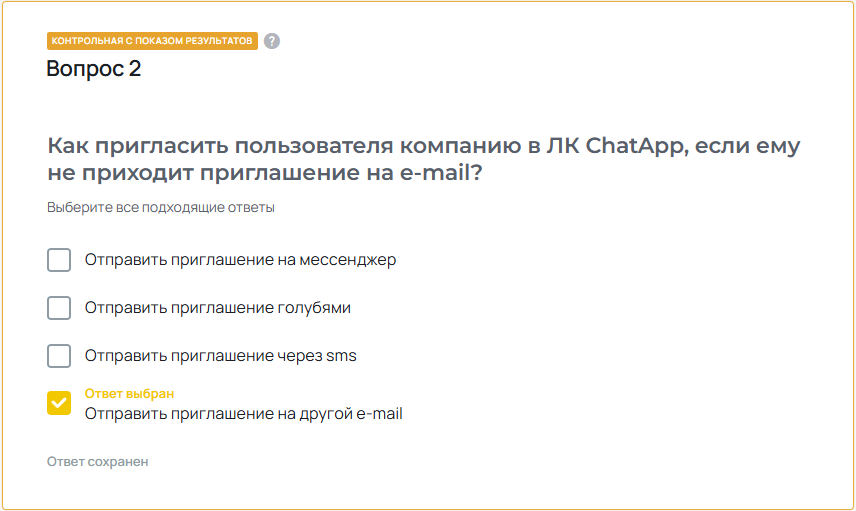 КОНТРОЛЬНАЯ С ПОКАЗОМ РЕЗУЛЬТАТОВ ?
Вопрос 2
Как пригласить пользователя компанию в ЛК ChatApp, если ему
не приходит приглашение на e-mail?
Выберите все подходящие ответы
Отправить приглашение на мессенджер
Отправить приглашение голубями
Отправить приглашение через sms
Ответ выбран
Отправить приглашение на другой e-mail
Ответ сохранен